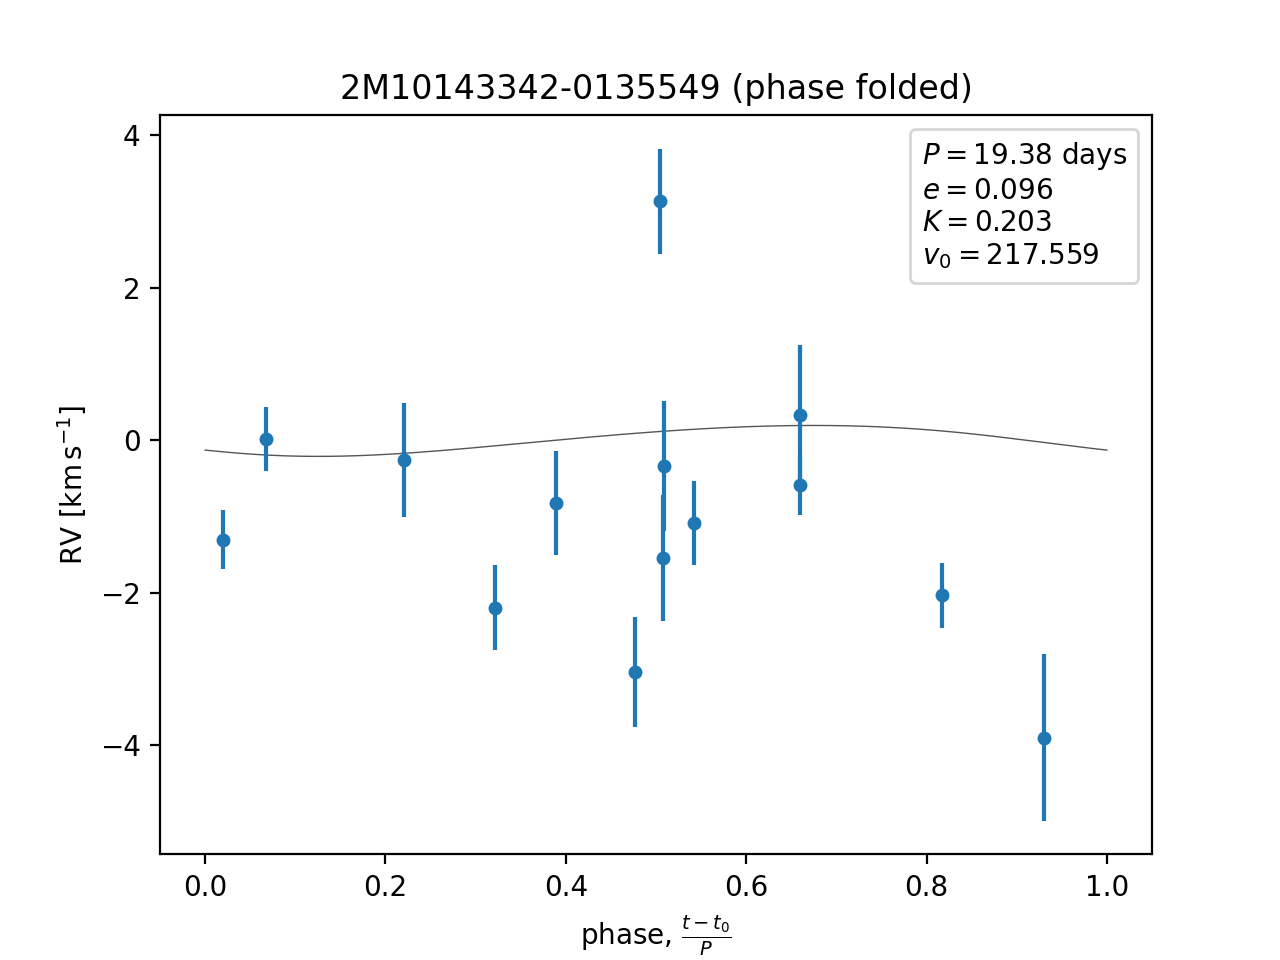 2M10143342-0135549 (phase folded)
P = 19.38 days
e = 0.096
K = 0.203
v₀ = 217.559
4
2
0
−2
−4
RV [km s⁻¹]
0.0 0.2 0.4 0.6 0.8 1.0
phase, (t − t₀)/P